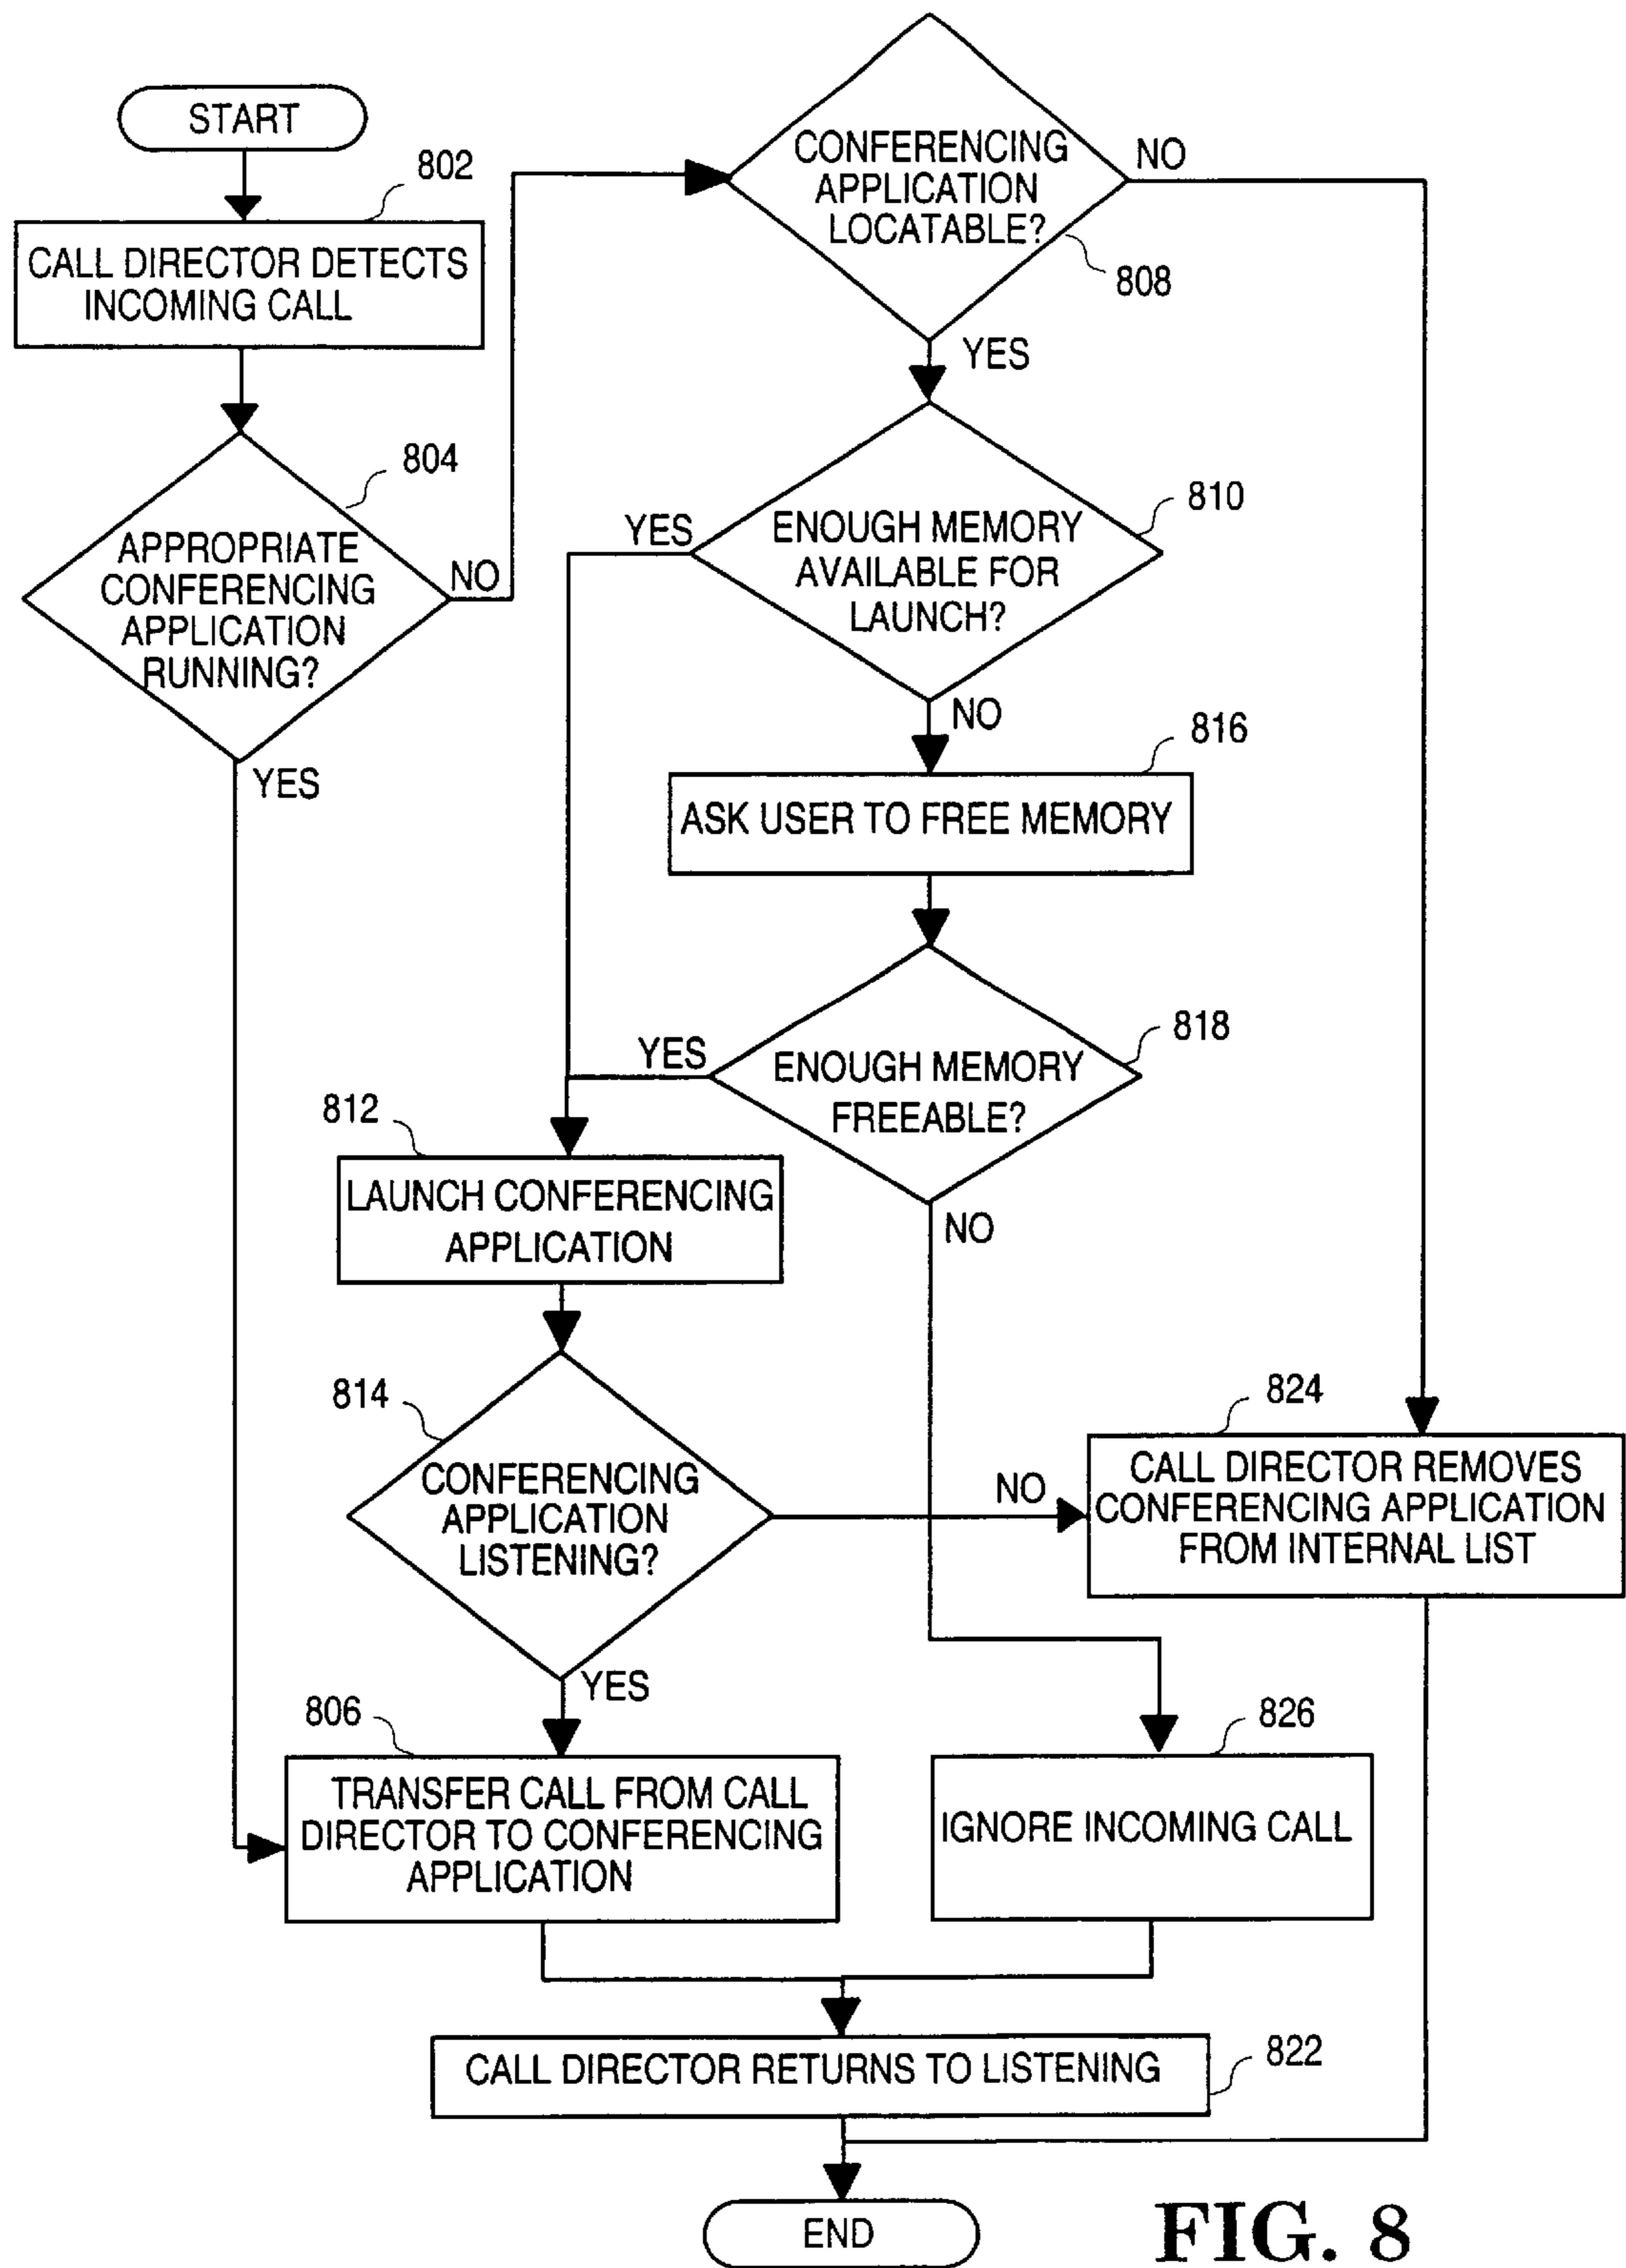 START
802
CALL DIRECTOR DETECTS
INCOMING CALL
804
APPROPRIATE
CONFERENCING
APPLICATION
RUNNING?
NO
YES
CONFERENCING
APPLICATION
LOCATABLE?
NO
808
YES
810
ENOUGH MEMORY
AVAILABLE FOR
LAUNCH?
YES
NO
816
ASK USER TO FREE MEMORY
818
ENOUGH MEMORY
FREEABLE?
YES
NO
812
LAUNCH CONFERENCING
APPLICATION
814
CONFERENCING
APPLICATION
LISTENING?
NO
YES
824
CALL DIRECTOR REMOVES
CONFERENCING APPLICATION
FROM INTERNAL LIST
806
TRANSFER CALL FROM CALL
DIRECTOR TO CONFERENCING
APPLICATION
826
IGNORE INCOMING CALL
CALL DIRECTOR RETURNS TO LISTENING
822
END
FIG. 8